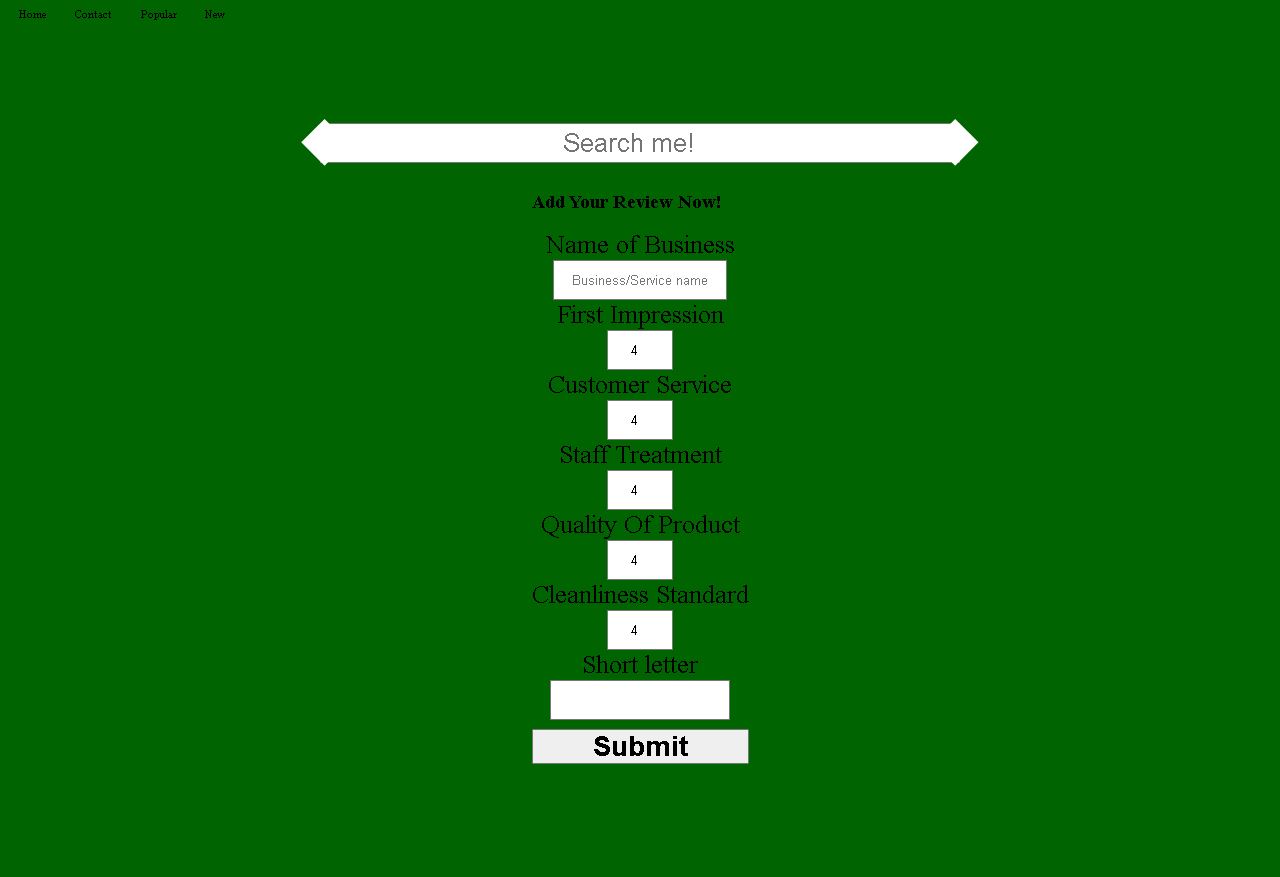 Home Contact Popular New
Search me!
Add Your Review Now!
Name of Business
Business/Service name
First Impression
4
Customer Service
4
Staff Treatment
4
Quality Of Product
4
Cleanliness Standard
4
Short letter
Submit